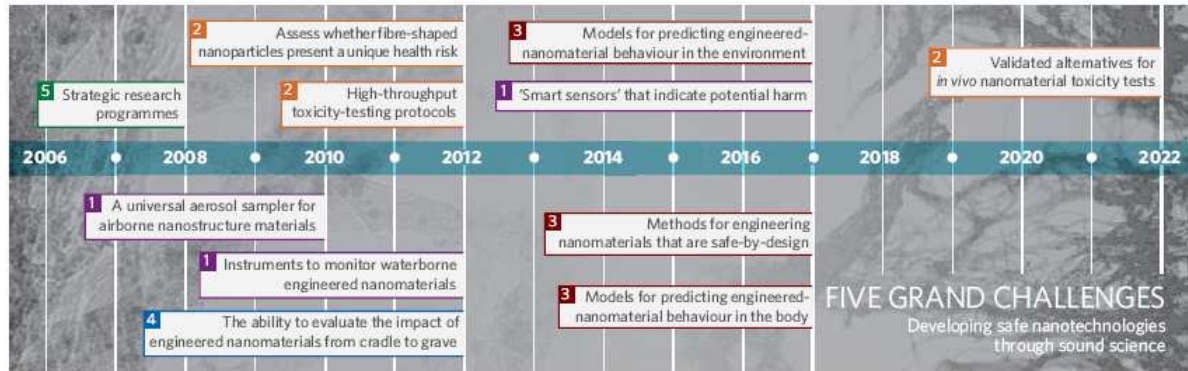 2
Assess whether fibre-shaped
nanoparticles present a unique health risk
3
Models for predicting engineered-
nanomaterial behaviour in the environment
2
Validated alternatives for
in vivo nanomaterial toxicity tests
5
Strategic research
programmes
2
High-throughput
toxicity-testing protocols
1
'Smart sensors' that indicate potential harm
2006 2008 2010 2012 2014 2016 2018 2020 2022
1
A universal aerosol sampler for
airborne nanostructure materials
3
Methods for engineering
nanomaterials that are safe-by-design
1
Instruments to monitor waterborne
engineered nanomaterials
3
Models for predicting engineered-
nanomaterial behaviour in the body
4
The ability to evaluate the impact of
engineered nanomaterials from cradle to grave
FIVE GRAND CHALLENGES
Developing safe nanotechnologies
through sound science